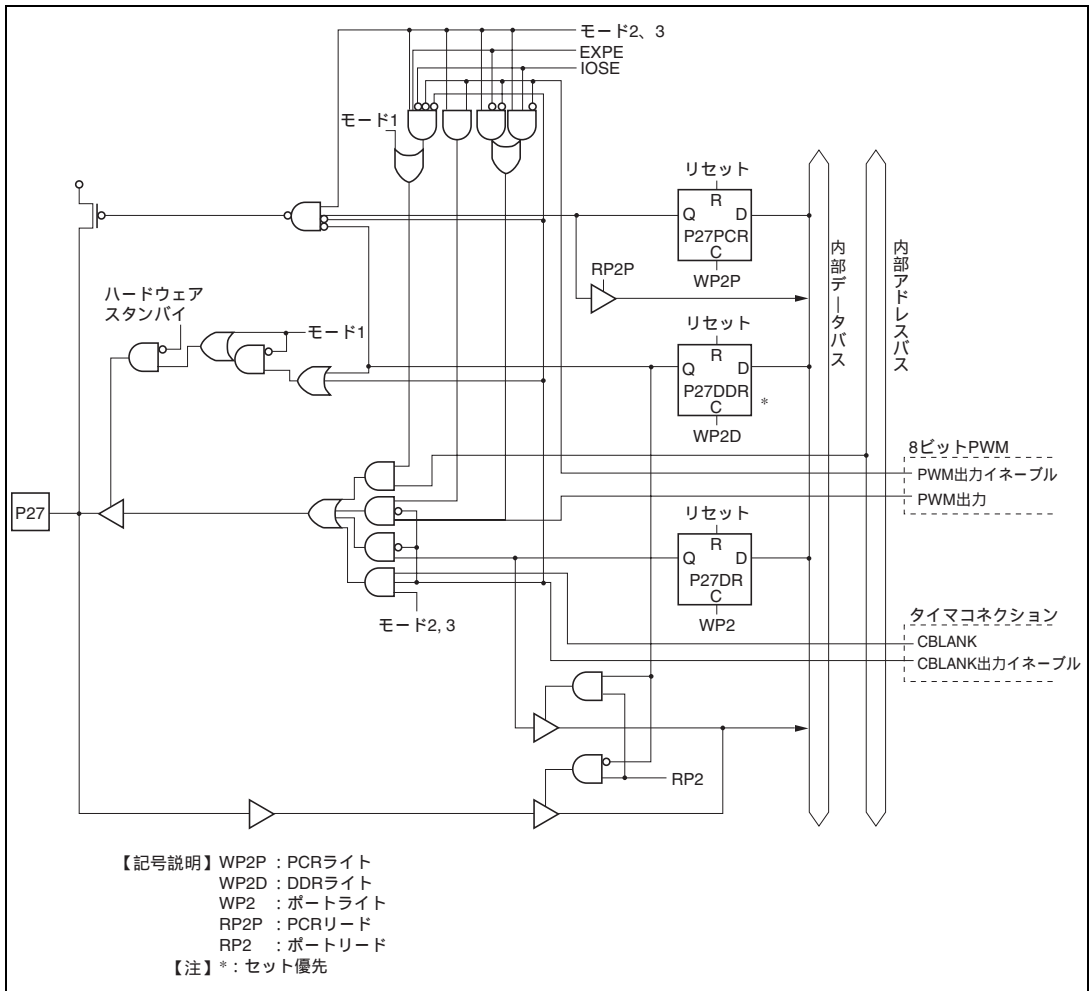 モード2、3
EXPE
IOSE
モード1
リセット
R
Q D
P27PCR
C
WP2P
RP2P
内部データバス
内部アドレスバス
ハードウェア
スタンバイ
モード1
リセット
R
Q D
P27DDR
C
*
WP2D
8ビットPWM
PWM出力イネーブル
PWM出力
P27
リセット
R
Q D
P27DR
C
WP2
モード2, 3
タイマコネクション
CBLANK
CBLANK出力イネーブル
RP2
【記号説明】WP2P : PCRライト
WP2D : DDRライト
WP2 : ポートライト
RP2P : PCRリード
RP2 : ポートリード
【注】*: セット優先